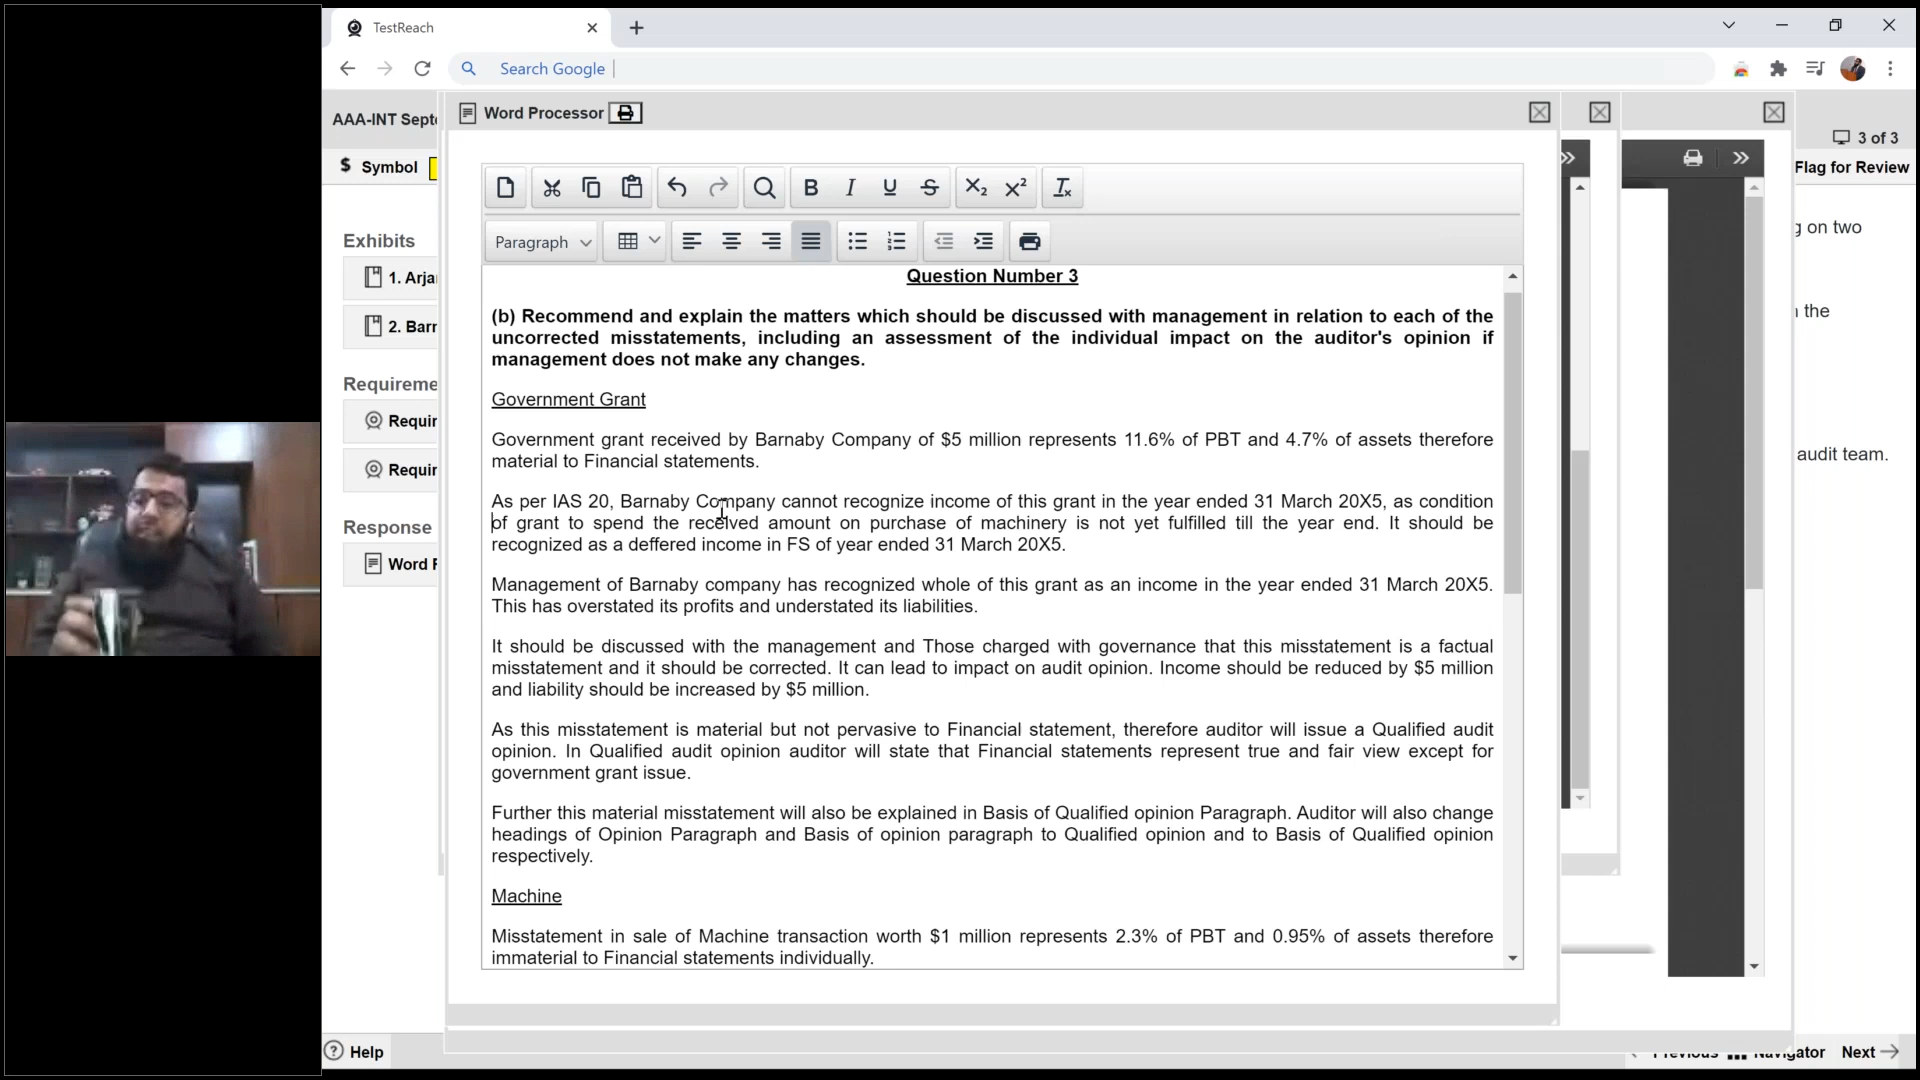 TestReach
Search Google
AAA-INT Septe
Word Processor
3 of 3
$ Symbol
Flag for Review
Paragraph
Exhibits
1. Arja
2. Barn
Requireme
Requir
Requir
Response
Word
g on two
the
audit team.
Question Number 3
(b) Recommend and explain the matters which should be discussed with management in relation to each of the
uncorrected misstatements, including an assessment of the individual impact on the auditor's opinion if
management does not make any changes.
Government Grant
Government grant received by Barnaby Company of $5 million represents 11.6% of PBT and 4.7% of assets therefore
material to Financial statements.
As per IAS 20, Barnaby Company cannot recognize income of this grant in the year ended 31 March 20X5, as condition
of grant to spend the received amount on purchase of machinery is not yet fulfilled till the year end. It should be
recognized as a deffered income in FS of year ended 31 March 20X5.
Management of Barnaby company has recognized whole of this grant as an income in the year ended 31 March 20X5.
This has overstated its profits and understated its liabilities.
It should be discussed with the management and Those charged with governance that this misstatement is a factual
misstatement and it should be corrected. It can lead to impact on audit opinion. Income should be reduced by $5 million
and liability should be increased by $5 million.
As this misstatement is material but not pervasive to Financial statement, therefore auditor will issue a Qualified audit
opinion. In Qualified audit opinion auditor will state that Financial statements represent true and fair view except for
government grant issue.
Further this material misstatement will also be explained in Basis of Qualified opinion Paragraph. Auditor will also change
headings of Opinion Paragraph and Basis of opinion paragraph to Qualified opinion and to Basis of Qualified opinion
respectively.
Machine
Misstatement in sale of Machine transaction worth $1 million represents 2.3% of PBT and 0.95% of assets therefore
immaterial to Financial statements individually.
Help
Previous
Navigator
Next